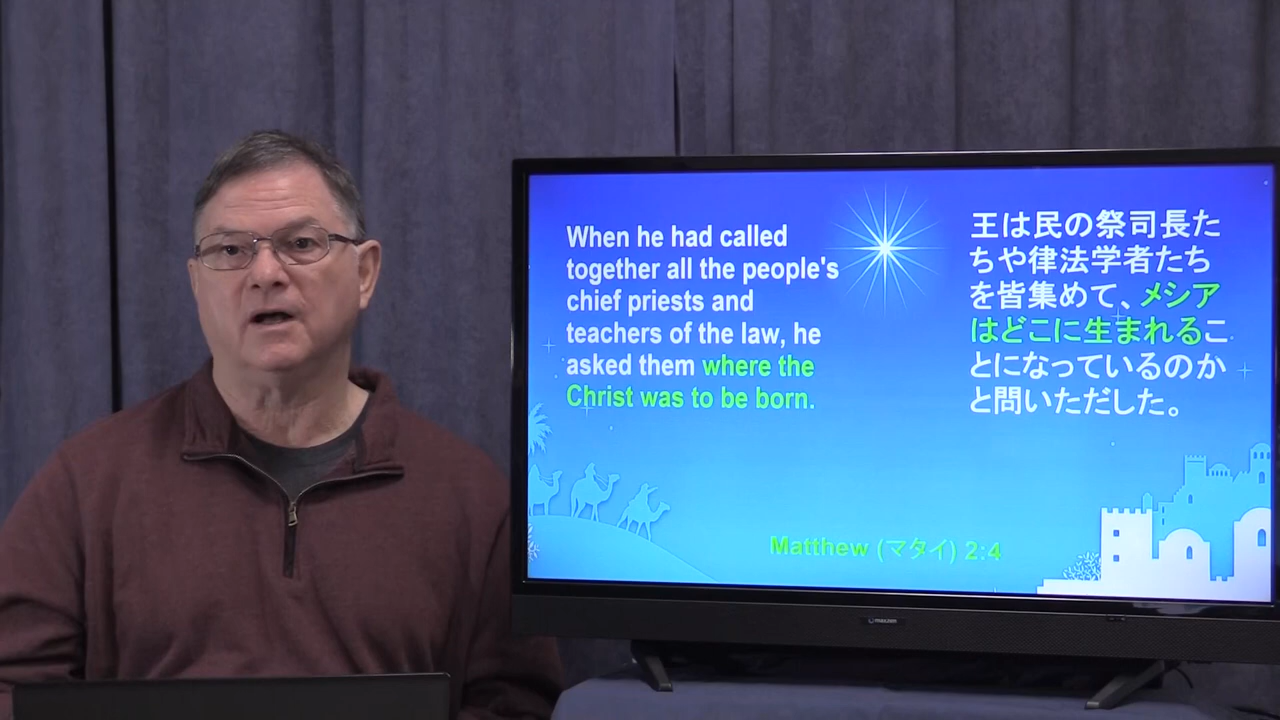 When he had called
together all the people's
chief priests and
teachers of the law, he
asked them where the
Christ was to be born.
王は民の祭司長た
ちや律法学者たち
を皆集めて、メシア
はどこに生まれるこ
とになっているのか
と問いただした。
Matthew (マタイ) 2:4